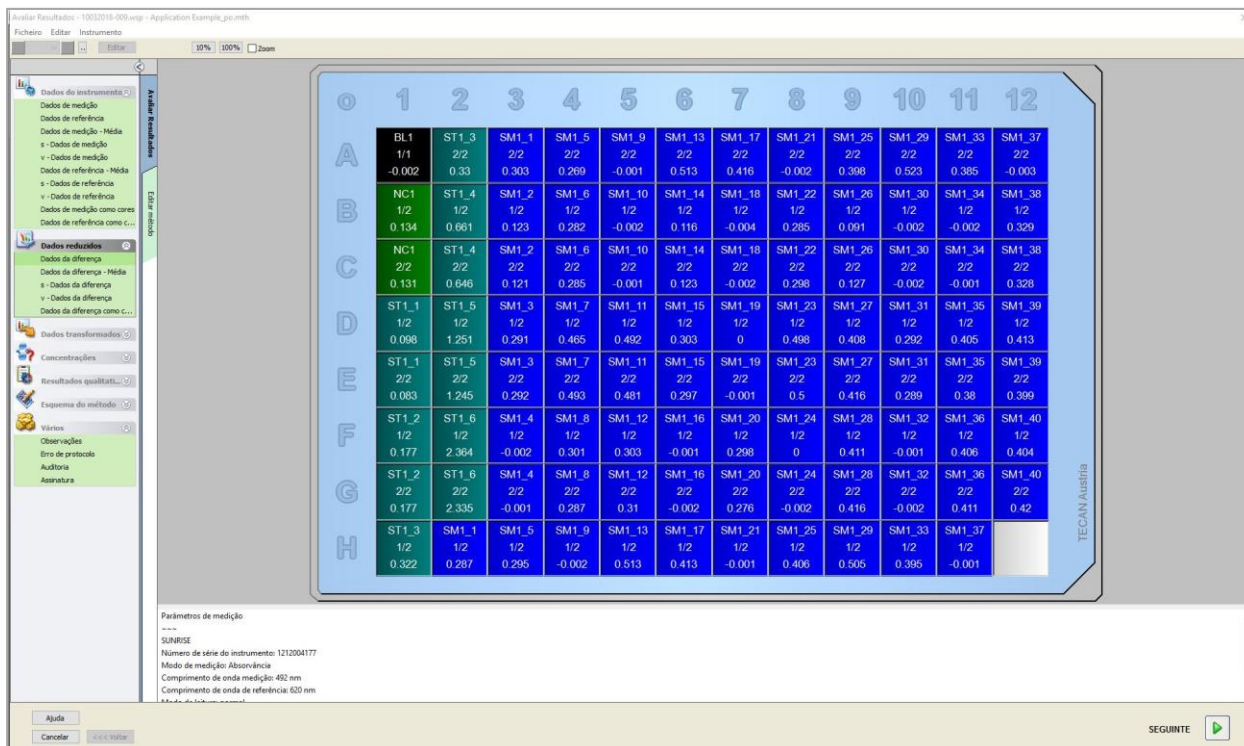 Avaliar Resultados - 10032018-009.wsp - Application Example_po.mth
Ficheiro Editar Instrumento
.. Editar 10% 100% Zoom
Dados do instrumento
Dados de medição
Dados de referência
Dados de medição - Média
s - Dados de medição
v - Dados de medição
Dados de referência - Média
s - Dados de referência
v - Dados de referência
Dados de medição como cores
Dados de referência como c...
Dados reduzidos
Dados da diferença
Dados da diferença - Média
s - Dados da diferença
v - Dados da diferença
Dados da diferença como c...
Dados transformados
Concentrações
Resultados qualitati...
Esquema do método
Vários
Observações
Erro de protocolo
Auditoria
Assinatura
Avaliar Resultados
Editar método
o 1 2 3 4 5 6 7 8 9 10 11 12
A
BL1 ST1_3 SM1_1 SM1_5 SM1_9 SM1_13 SM1_17 SM1_21 SM1_25 SM1_29 SM1_33 SM1_37
1/1 2/2 2/2 2/2 2/2 2/2 2/2 2/2 2/2 2/2 2/2 2/2
-0.002 0.33 0.303 0.269 -0.001 0.513 0.416 -0.002 0.398 0.523 0.385 -0.003
B
NC1 ST1_4 SM1_2 SM1_6 SM1_10 SM1_14 SM1_18 SM1_22 SM1_26 SM1_30 SM1_34 SM1_38
1/2 1/2 1/2 1/2 1/2 1/2 1/2 1/2 1/2 1/2 1/2 1/2
0.134 0.661 0.123 0.282 -0.002 0.116 -0.004 0.285 0.091 -0.002 -0.002 0.329
C
NC1 ST1_4 SM1_2 SM1_6 SM1_10 SM1_14 SM1_18 SM1_22 SM1_26 SM1_30 SM1_34 SM1_38
2/2 2/2 2/2 2/2 2/2 2/2 2/2 2/2 2/2 2/2 2/2 2/2
0.131 0.646 0.121 0.285 -0.001 0.123 -0.002 0.298 0.127 -0.002 -0.001 0.328
D
ST1_1 ST1_5 SM1_3 SM1_7 SM1_11 SM1_15 SM1_19 SM1_23 SM1_27 SM1_31 SM1_35 SM1_39
1/2 1/2 1/2 1/2 1/2 1/2 1/2 1/2 1/2 1/2 1/2 1/2
0.098 1.251 0.291 0.465 0.492 0.303 0 0.498 0.408 0.292 0.405 0.413
E
ST1_1 ST1_5 SM1_3 SM1_7 SM1_11 SM1_15 SM1_19 SM1_23 SM1_27 SM1_31 SM1_35 SM1_39
2/2 2/2 2/2 2/2 2/2 2/2 2/2 2/2 2/2 2/2 2/2 2/2
0.083 1.245 0.292 0.493 0.481 0.297 -0.001 0.5 0.416 0.289 0.38 0.399
F
ST1_2 ST1_6 SM1_4 SM1_8 SM1_12 SM1_16 SM1_20 SM1_24 SM1_28 SM1_32 SM1_36 SM1_40
1/2 1/2 1/2 1/2 1/2 1/2 1/2 1/2 1/2 1/2 1/2 1/2
0.177 2.364 -0.002 0.301 0.303 -0.001 0.298 0 0.411 -0.001 0.406 0.404
G
ST1_2 ST1_6 SM1_4 SM1_8 SM1_12 SM1_16 SM1_20 SM1_24 SM1_28 SM1_32 SM1_36 SM1_40
2/2 2/2 2/2 2/2 2/2 2/2 2/2 2/2 2/2 2/2 2/2 2/2
0.177 2.335 -0.001 0.287 0.31 -0.002 0.276 -0.002 0.416 -0.002 0.411 0.42
H
ST1_3 SM1_1 SM1_5 SM1_9 SM1_13 SM1_17 SM1_21 SM1_25 SM1_29 SM1_33 SM1_37
1/2 1/2 1/2 1/2 1/2 1/2 1/2 1/2 1/2 1/2 1/2
0.322 0.287 0.295 -0.002 0.513 0.413 -0.001 0.406 0.505 0.395 -0.001
TECAN Austria
Parâmetros de medição
~~~
SUNRISE
Número de série do instrumento: 1212004177
Modo de medição: Absorvância
Comprimento de onda medição: 492 nm
Comprimento de onda de referência: 620 nm
Modo de leitura: normal
Ajuda
Cancelar <<< Voltar
SEGUINTE